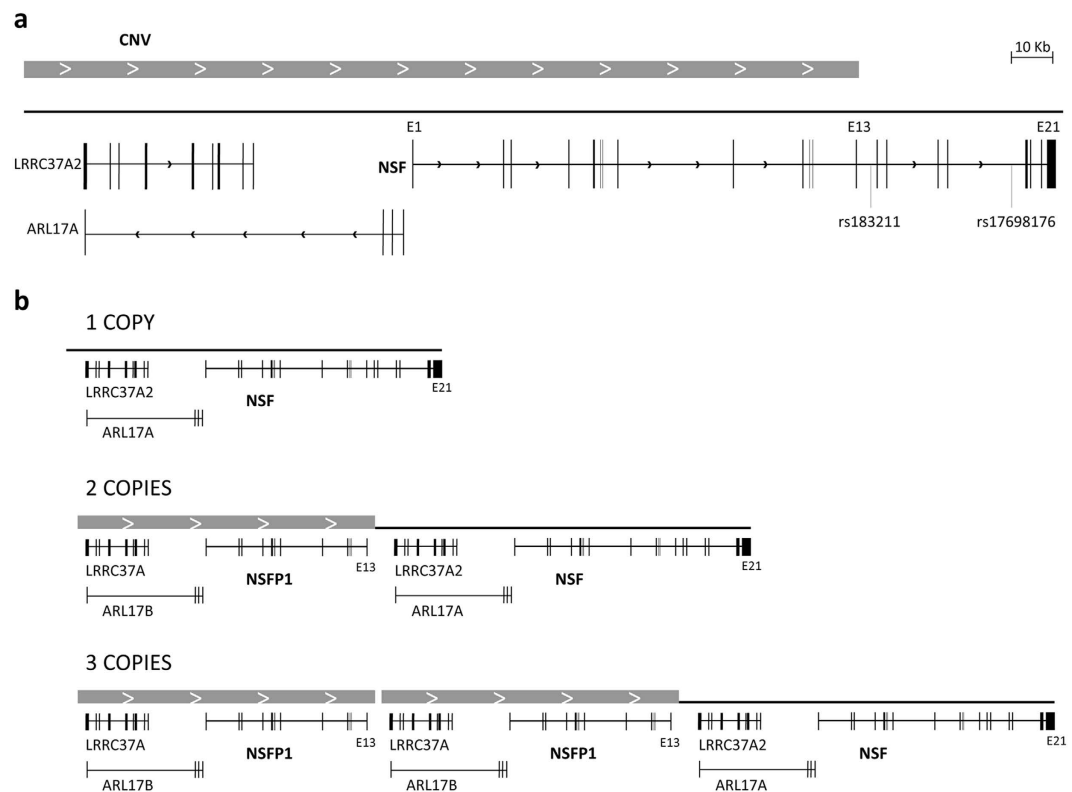 a
CNV
10 Kb
E1 E13 E21
LRRC37A2 NSF
ARL17A rs183211 rs17698176
b
1 COPY
LRRC37A2 NSF E21
ARL17A
2 COPIES
LRRC37A NSFP1 E13 LRRC37A2 NSF E21
ARL17B ARL17A
3 COPIES
LRRC37A NSFP1 E13 LRRC37A NSFP1 E13 LRRC37A2 NSF E21
ARL17B ARL17B ARL17A